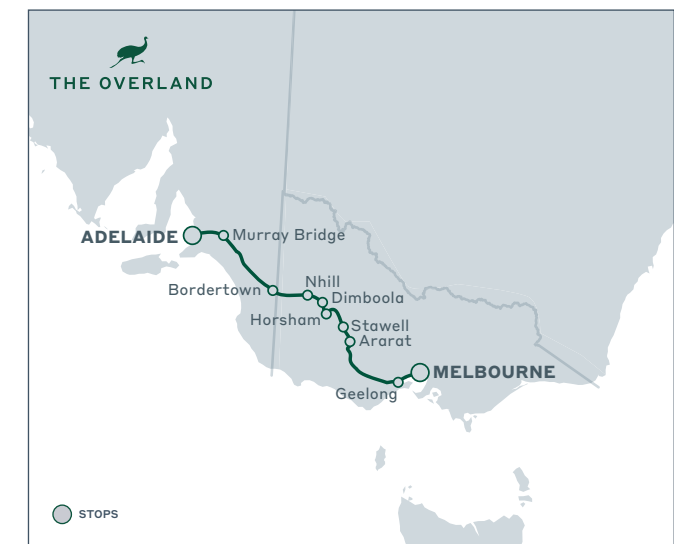 THE OVERLAND
ADELAIDE
Murray Bridge
Bordertown
Nhill
Dimboola
Horsham
Stawell
Ararat
MELBOURNE
Geelong
STOPS